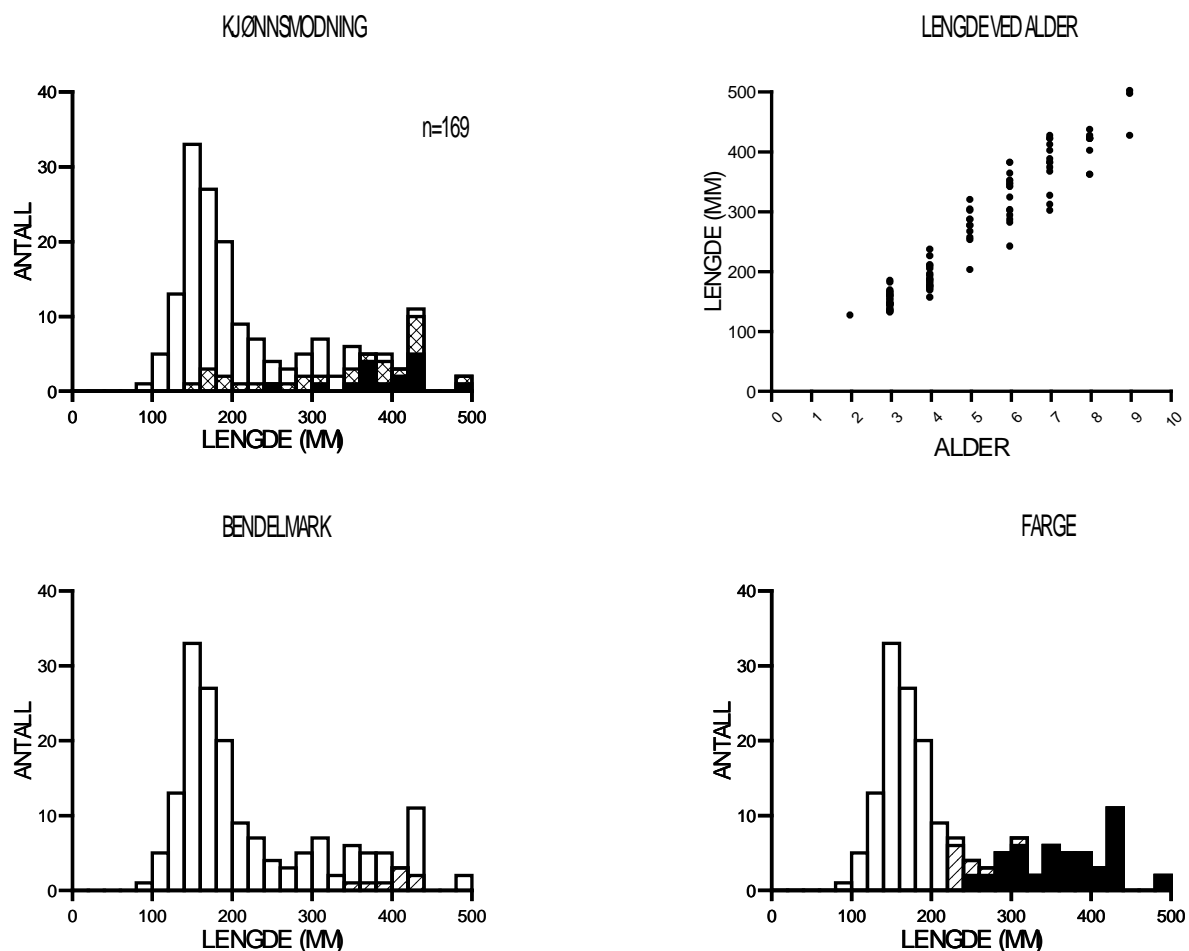 KJØNNSMODNING
40
30
20
10
0
ANTALL
n=169
0 100 200 300 400 500
LENGDE (MM)
LENGDE VED ALDER
500
400
300
200
100
0
LENGDE (MM)
0 1 2 3 4 5 6 7 8 9 10
ALDER
BENDELMARK
40
30
20
10
0
ANTALL
0 100 200 300 400 500
LENGDE (MM)
FARGE
40
30
20
10
0
ANTALL
0 100 200 300 400 500
LENGDE (MM)